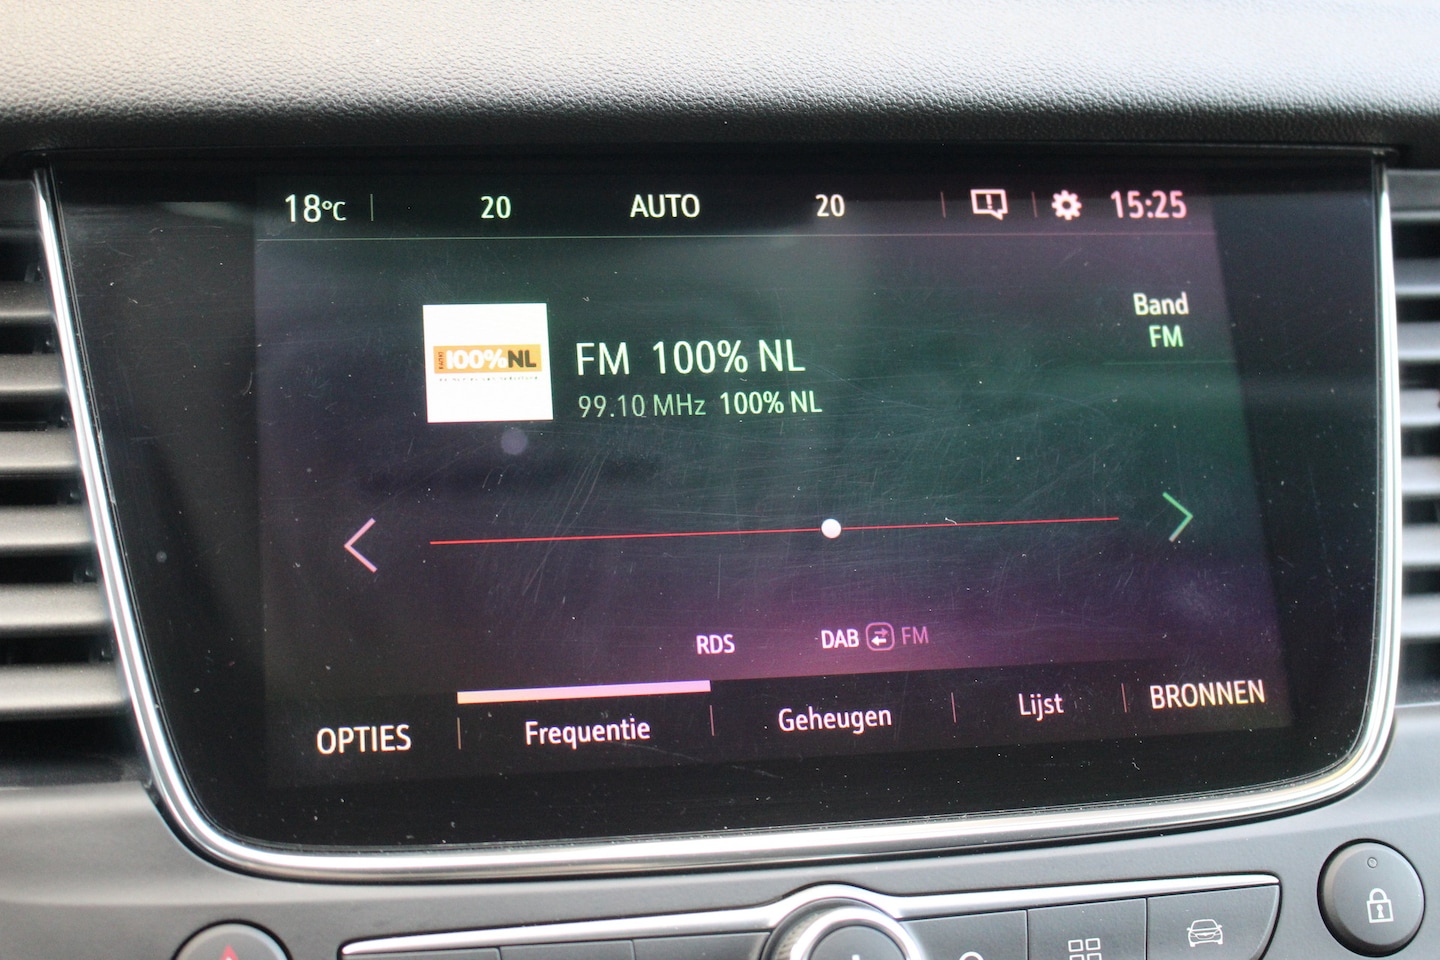 18°C 20 AUTO 20 15:25
Band
FM
100%NL
FM 100% NL
99.10 MHz 100% NL
RDS DAB FM
OPTIES Frequentie Geheugen Lijst BRONNEN